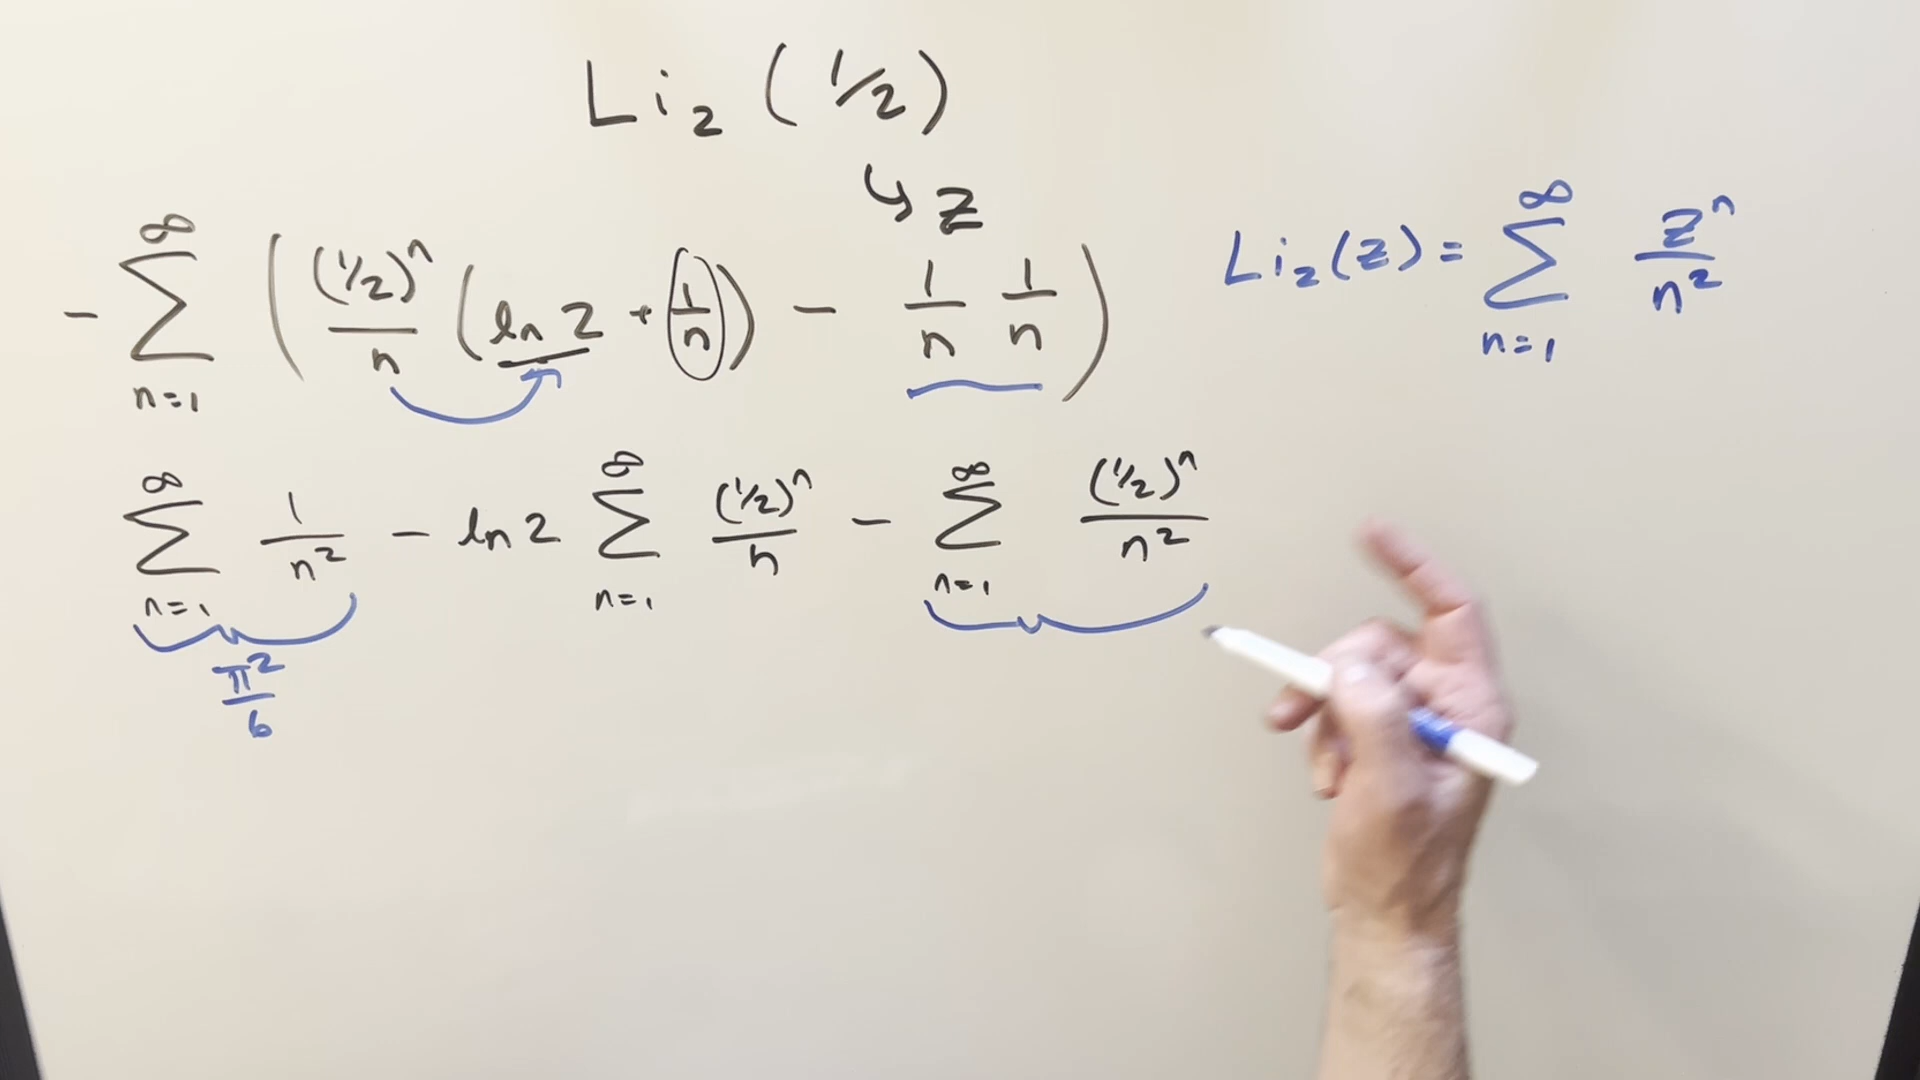 Li₂ (1/2)
↳ z
- ∑_{n=1}^{∞} ( (1/2)ⁿ/n (ln 2 + 1/n) - 1/n 1/n )
Li₂(z) = ∑_{n=1}^{∞} zⁿ/n²
∑_{n=1}^{∞} 1/n² - ln 2 ∑_{n=1}^{∞} (1/2)ⁿ/n - ∑_{n=1}^{∞} (1/2)ⁿ/n²
π²/6